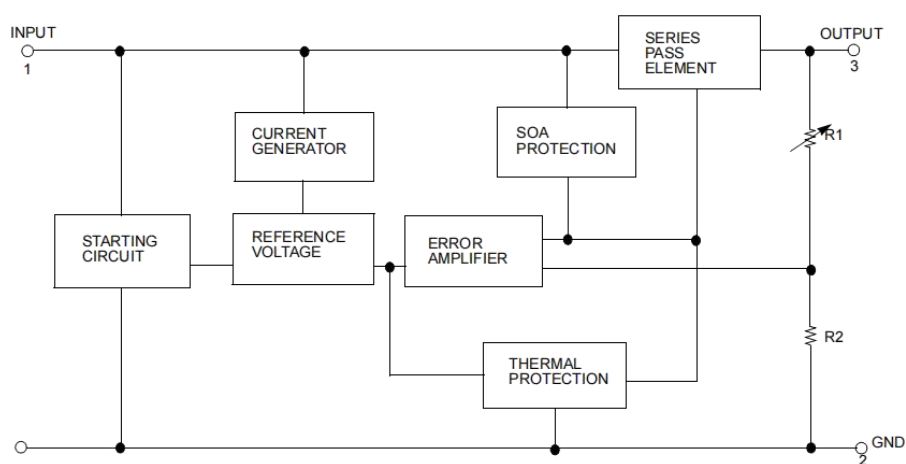 INPUT
1
SERIES
PASS
ELEMENT
OUTPUT
3
CURRENT
GENERATOR
SOA
PROTECTION
R1
STARTING
CIRCUIT
REFERENCE
VOLTAGE
ERROR
AMPLIFIER
R2
THERMAL
PROTECTION
GND
2